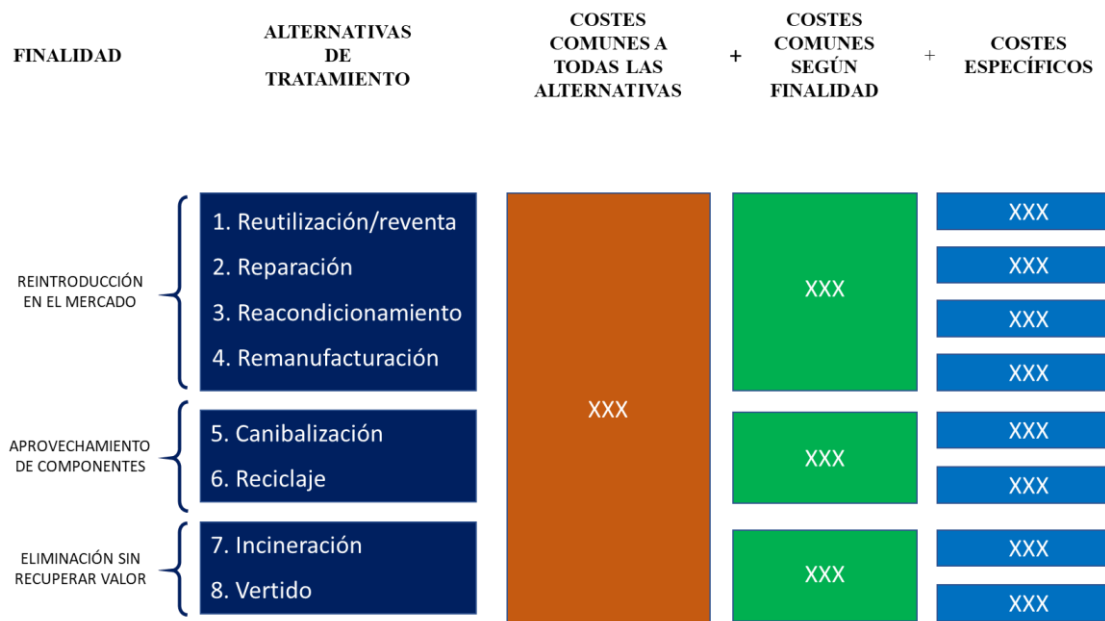 FINALIDAD
ALTERNATIVAS
DE
TRATAMIENTO
COSTES
COMUNES A
TODAS LAS
ALTERNATIVAS
+
COSTES
COMUNES
SEGÚN
FINALIDAD
+
COSTES
ESPECÍFICOS
REINTRODUCCIÓN
EN EL MERCADO
1. Reutilización/reventa
2. Reparación
3. Reacondicionamiento
4. Remanufacturación
APROVECHAMIENTO
DE COMPONENTES
5. Canibalización
6. Reciclaje
ELIMINACIÓN SIN
RECUPERAR VALOR
7. Incineración
8. Vertido
XXX
XXX
XXX
XXX
XXX
XXX
XXX
XXX
XXX
XXX
XXX
XXX